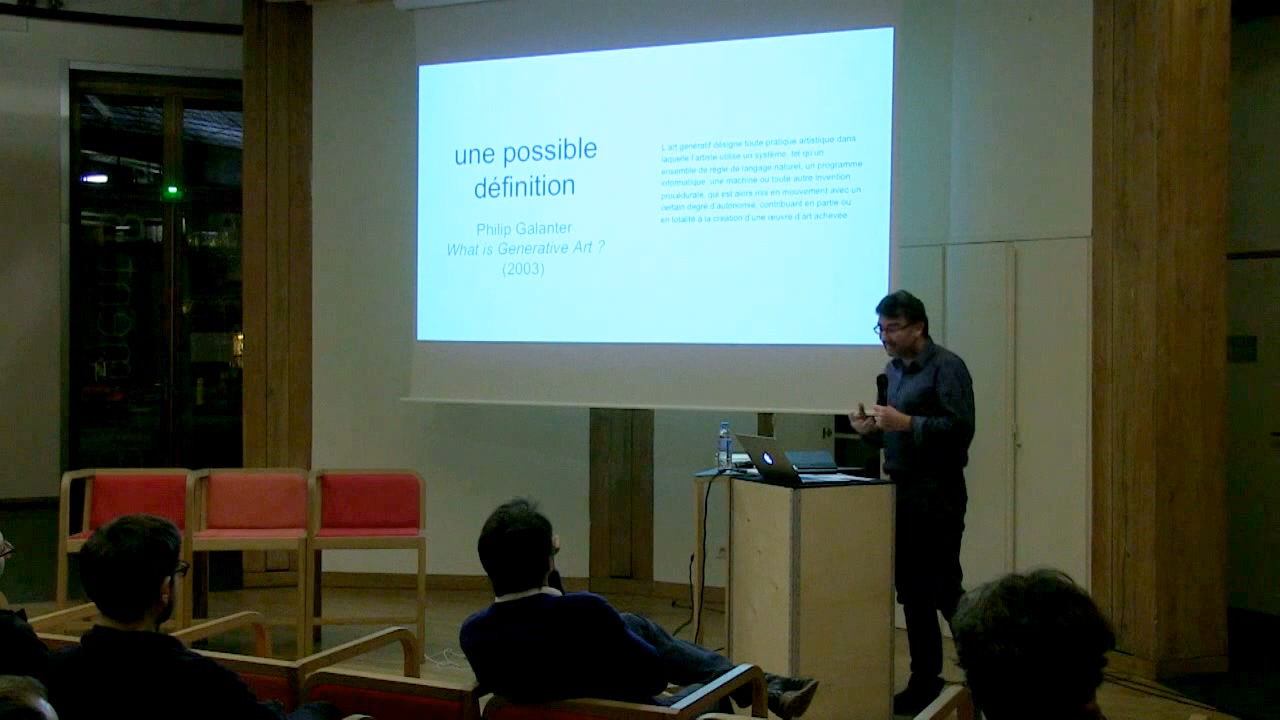 une possible
définition
Philip Galanter
What is Generative Art ?
(2003)
L'art génératif désigne toute pratique artistique dans
laquelle l'artiste utilise un système, tel qu'un
ensemble de règle de langage naturel, un programme
informatique, une machine ou toute autre invention
procédurale, qui est alors mis en mouvement avec un
certain degré d'autonomie, contribuant en partie ou
en totalité à la création d'une œuvre d'art achevée.